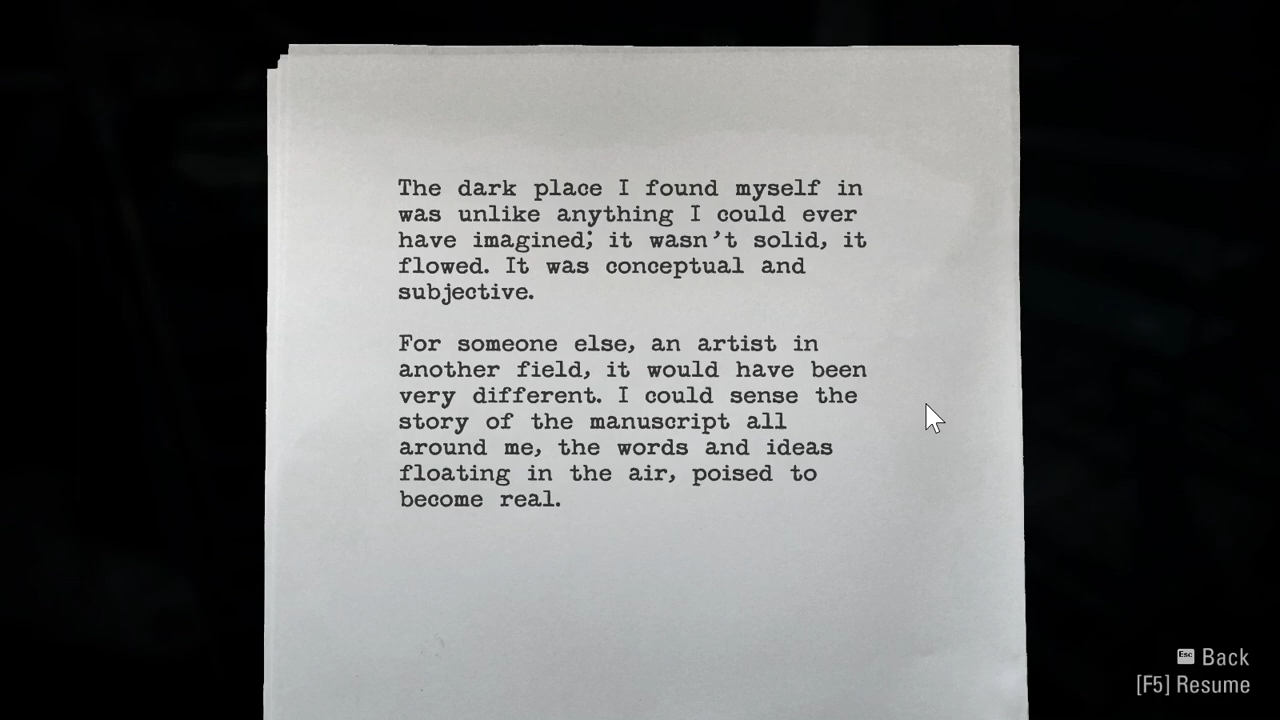 The dark place I found myself in
was unlike anything I could ever
have imagined; it wasn't solid, it
flowed. It was conceptual and
subjective.
For someone else, an artist in
another field, it would have been
very different. I could sense the
story of the manuscript all
around me, the words and ideas
floating in the air, poised to
become real.
Esc Back
[F5] Resume